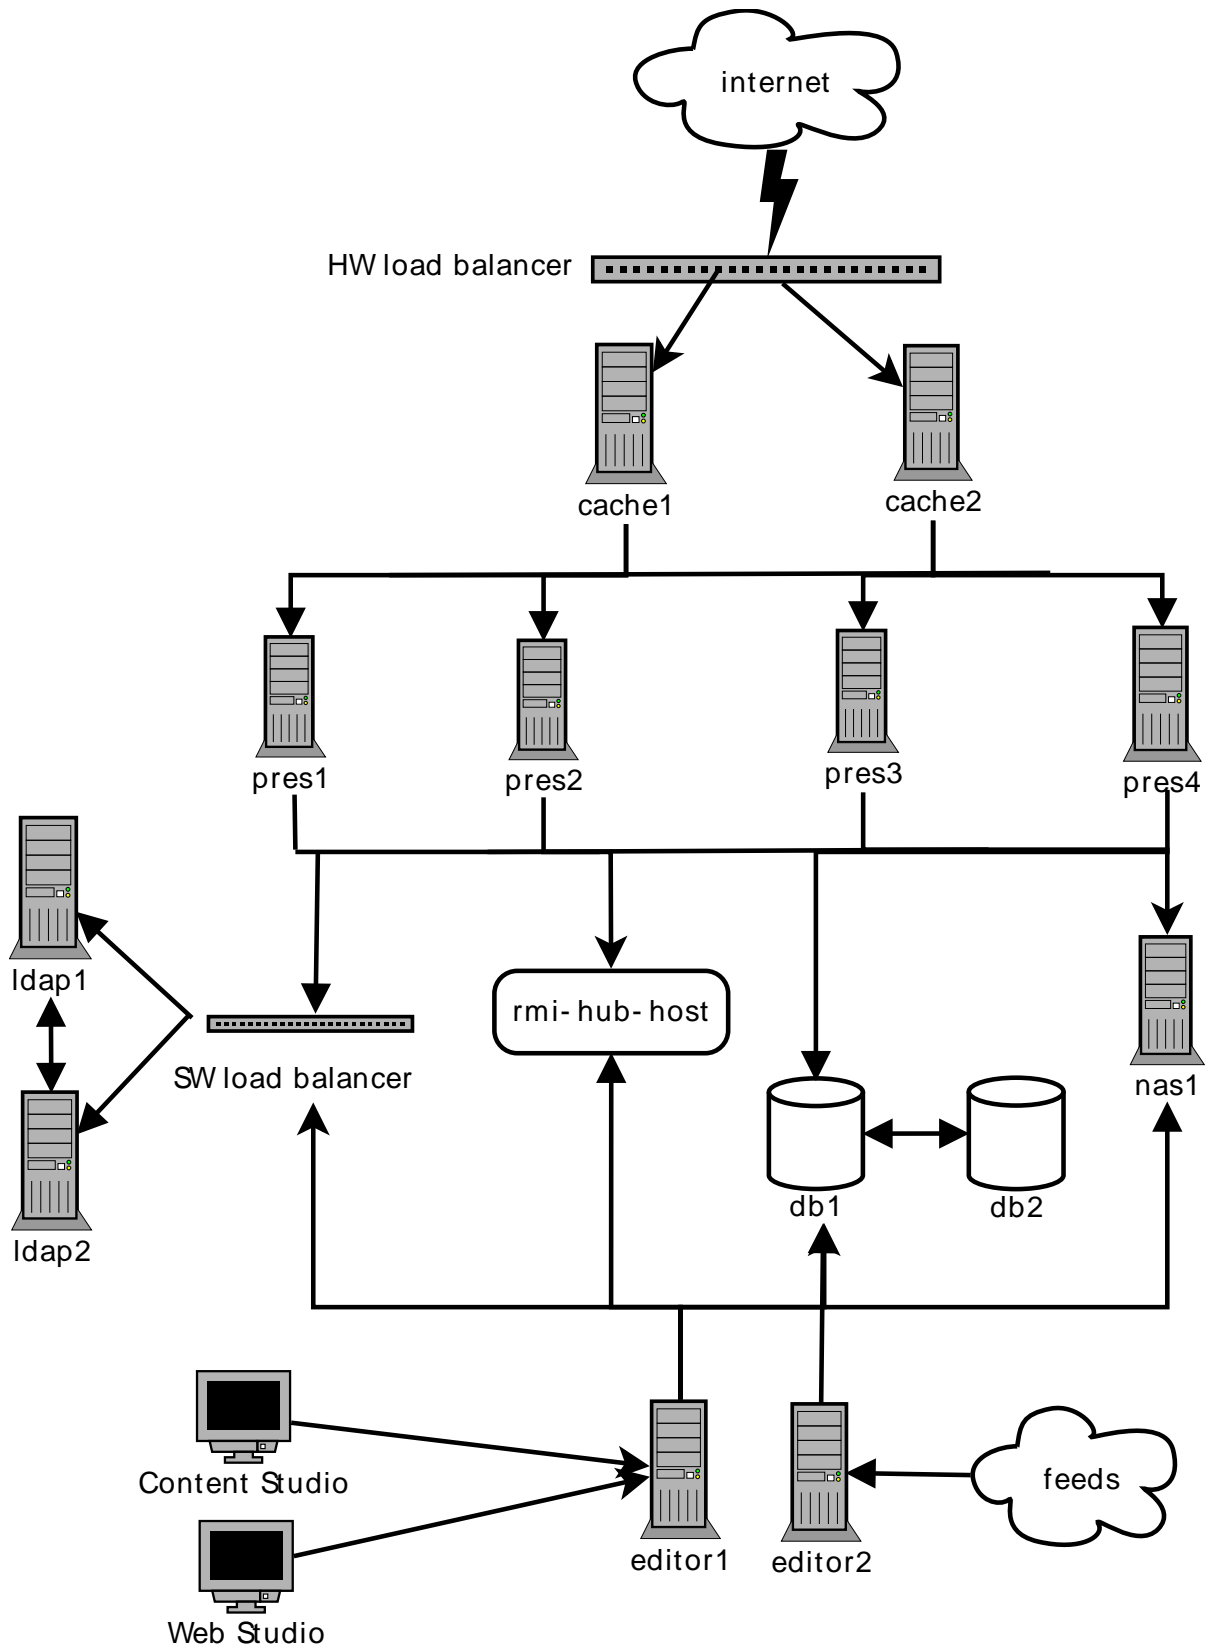 internet
HW load balancer
cache1
cache2
pres1
pres2
pres3
pres4
ldap1
rmi-hub-host
SW load balancer
nas1
db1
db2
ldap2
Content Studio
feeds
editor1
editor2
Web Studio